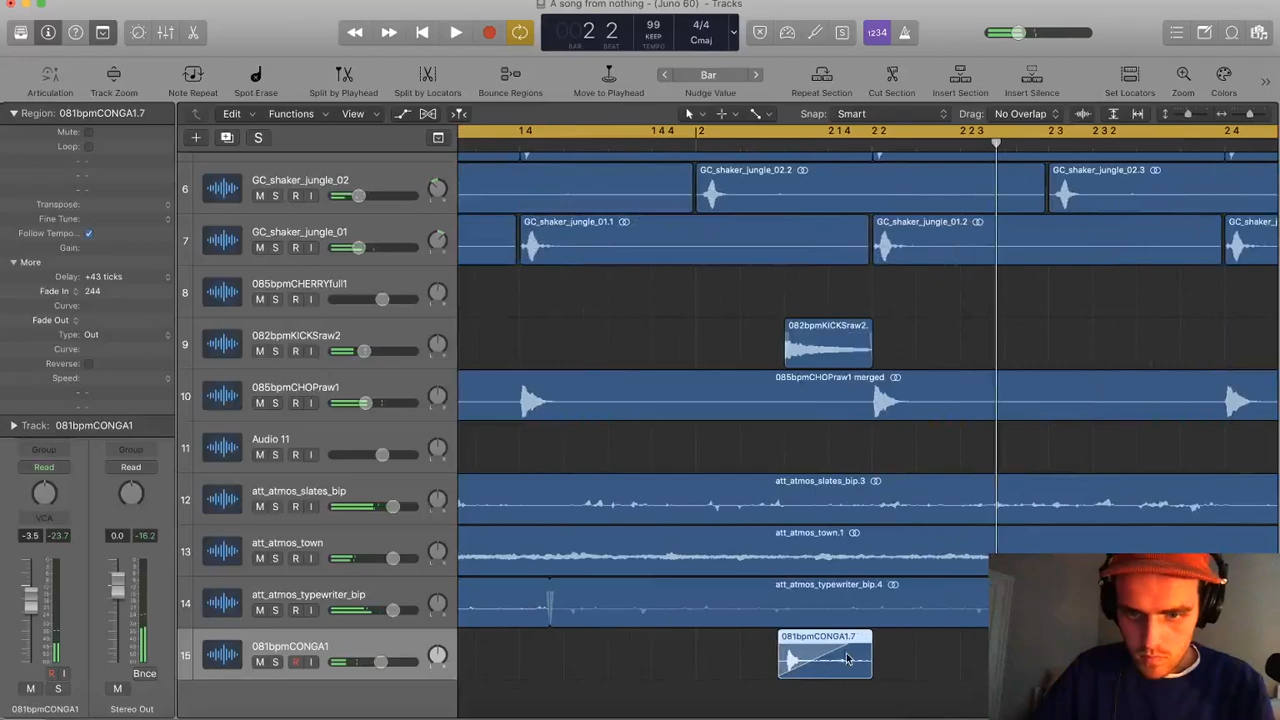 A song from nothing - (Juno 60) - Tracks
002 2
BAR BEAT
99
KEEP
TEMPO
4/4
Cmaj
1234
Articulation
Track Zoom
Note Repeat
Spot Erase
Split by Playhead
Split by Locators
Bounce Regions
Move to Playhead
Bar
Nudge Value
Repeat Section
Cut Section
Insert Section
Insert Silence
Set Locators
Zoom
Colors
Region: 081bpmCONGA1.7
Edit
Functions
View
Snap: Smart
Drag: No Overlap
Mute:
Loop:
Transpose:
Fine Tune:
Follow Tempo...
Gain:
More
Delay: +43 ticks
Fade In 244
Curve:
Fade Out
Type: Out
Curve:
Reverse:
Speed:
Track: 081bpmCONGA1
Group Group
Read Read
VCA
-3.5 -23.7 0.0 -16.2
R I Bnce
M S M
081bpmCONGA1 Stereo Out
S
1 4 1 4 4 2 2 1 4 2 2 2 2 3 2 3 2 3 2 2 4
6 GC_shaker_jungle_02
M S R I
GC_shaker_jungle_02.2
GC_shaker_jungle_02.3
7 GC_shaker_jungle_01
M S R I
GC_shaker_jungle_01.1
GC_shaker_jungle_01.2
GC_shaker_j
8 085bpmCHERRYfull1
M S R I
9 082bpmKICKSraw2
M S R I
082bpmKICKSraw2.
10 085bpmCHOPraw1
M S R I
085bpmCHOPraw1 merged
11 Audio 11
M S R I
12 att_atmos_slates_bip
M S R I
att_atmos_slates_bip.3
13 att_atmos_town
M S R I
att_atmos_town.1
14 att_atmos_typewriter_bip
M S R I
att_atmos_typewriter_bip.4
15 081bpmCONGA1
M S R I
081bpmCONGA1.7